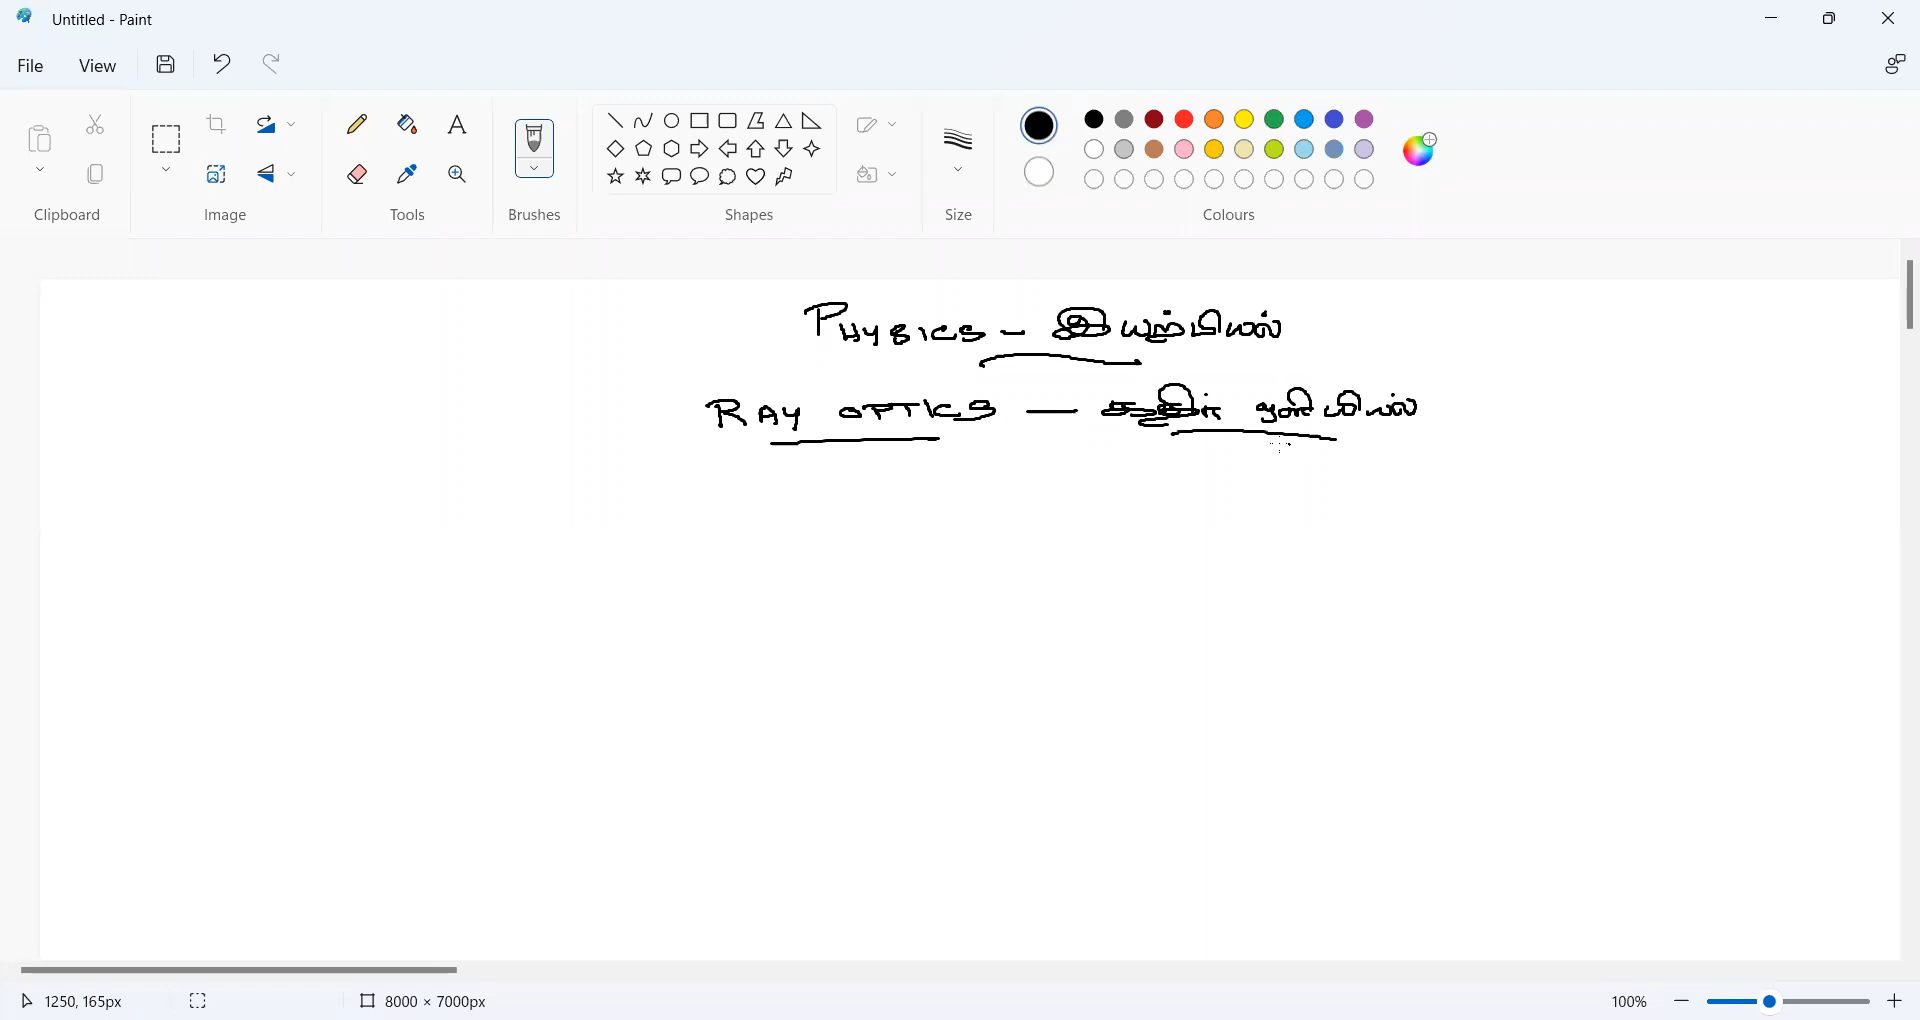 Untitled - Paint
File View
Clipboard Image Tools Brushes Shapes Size Colours
PHYSICS - இயற்பியல்
RAY OPTICS - கதிர் ஒளியியல்
1250, 165px 8000 × 7000px 100%